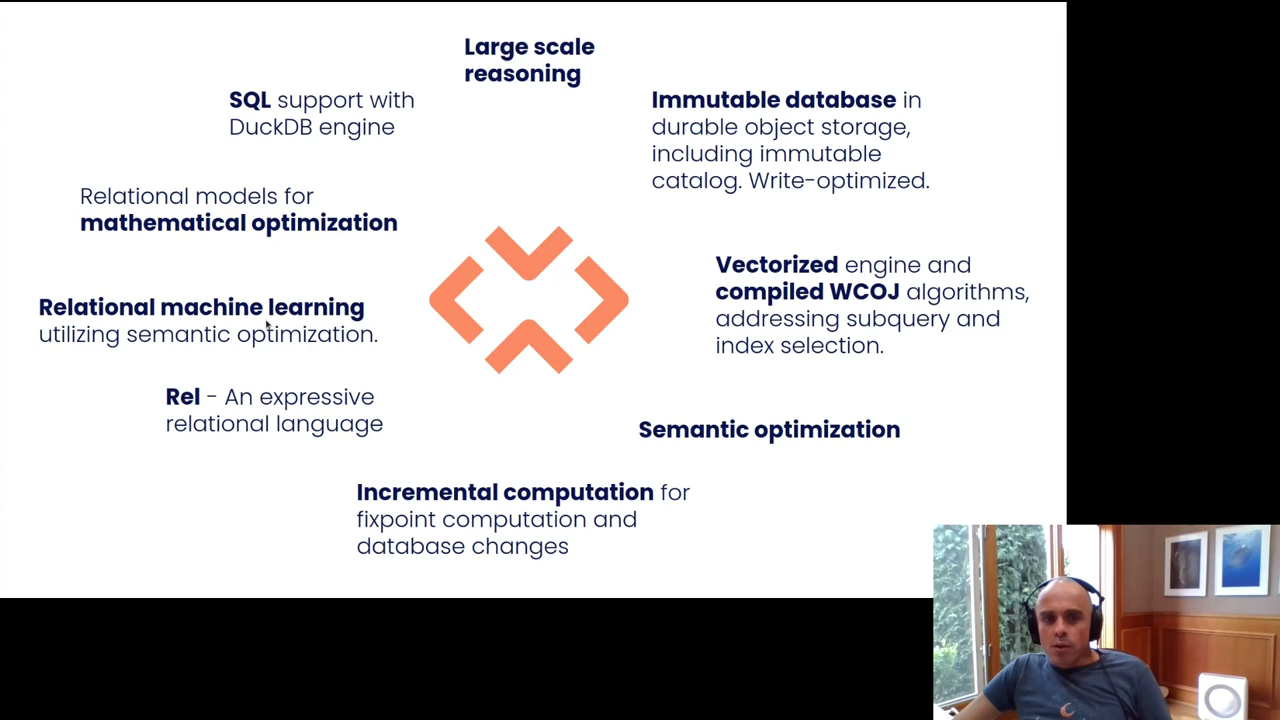 Large scale
reasoning
SQL support with
DuckDB engine
Immutable database in
durable object storage,
including immutable
catalog. Write-optimized.
Relational models for
mathematical optimization
Vectorized engine and
compiled WCOJ algorithms,
addressing subquery and
index selection.
Relational machine learning
utilizing semantic optimization.
Rel - An expressive
relational language
Semantic optimization
Incremental computation for
fixpoint computation and
database changes